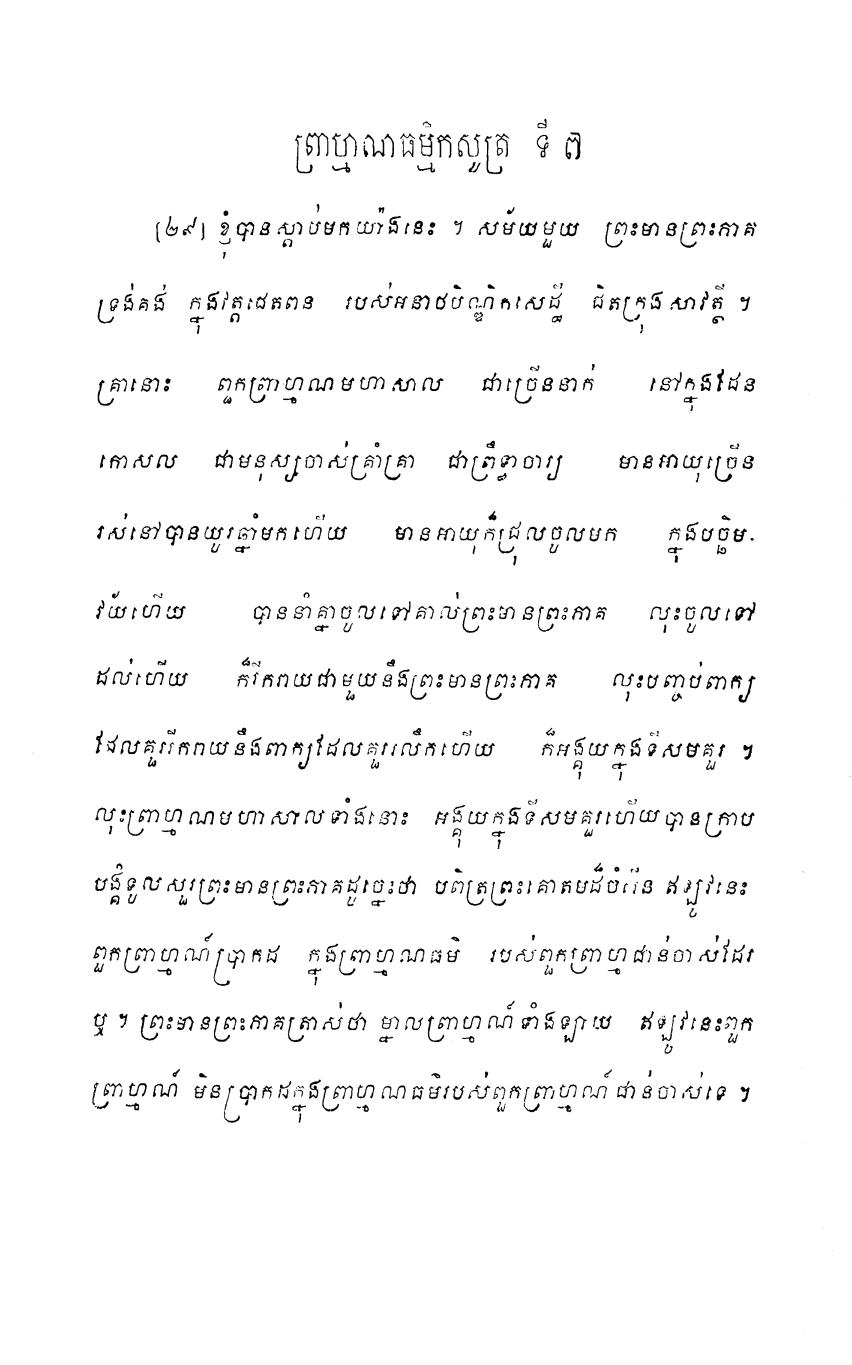 ព្រាហ្មណធម្មិកសូត្រ ទី ៧
[២៩] ខ្ញុំបានស្តាប់មកយ៉ាងនេះ ។ សម័យមួយ ព្រះមានព្រះភាគ
ទ្រង់គង់ ក្នុងវត្តជេតពន របស់អនាថបិណ្ឌិកសេដ្ឋី ជិតក្រុងសាវត្ថី ។
គ្រានោះ ពួកព្រាហ្មណមហាសាល ជាច្រើននាក់ នៅក្នុងដែន
កោសល ជាមនុស្សចាស់គ្រាំគ្រា ជាព្រឹទ្ធាចារ្យ មានអាយុច្រើន
រស់នៅបានយូរឆ្នាំមកហើយ មានអាយុក៏ជ្រុលចូលមក ក្នុងបច្ឆិម-
វ័យហើយ បាននាំគ្នាចូលទៅគាល់ព្រះមានព្រះភាគ លុះចូលទៅ
ដល់ហើយ ក៏រីករាយជាមួយនឹងព្រះមានព្រះភាគ លុះបញ្ចប់ពាក្យ
ដែលគួររីករាយនឹងពាក្យដែលគួររលឹកហើយ ក៏អង្គុយក្នុងទីសមគួរ ។
លុះព្រាហ្មណមហាសាលទាំងនោះ អង្គុយក្នុងទីសមគួរហើយបានក្រាប
បង្គំទូលសួរព្រះមានព្រះភាគដូច្នេះថា បពិត្រព្រះគោតមដ៏ចំរើន ឥឡូវនេះ
ពួកព្រាហ្មណ៍ប្រាកដ ក្នុងព្រាហ្មណធម៌ របស់ពួកព្រាហ្មជាន់ចាស់ដែរ
ឬ ។ ព្រះមានព្រះភាគត្រាស់ថា ម្នាលព្រាហ្មណ៍ទាំងឡាយ ឥឡូវនេះពួក
ព្រាហ្មណ៍ មិនប្រាកដក្នុងព្រាហ្មណធម៌របស់ពួកព្រាហ្មណ៍ជាន់ចាស់ទេ ។